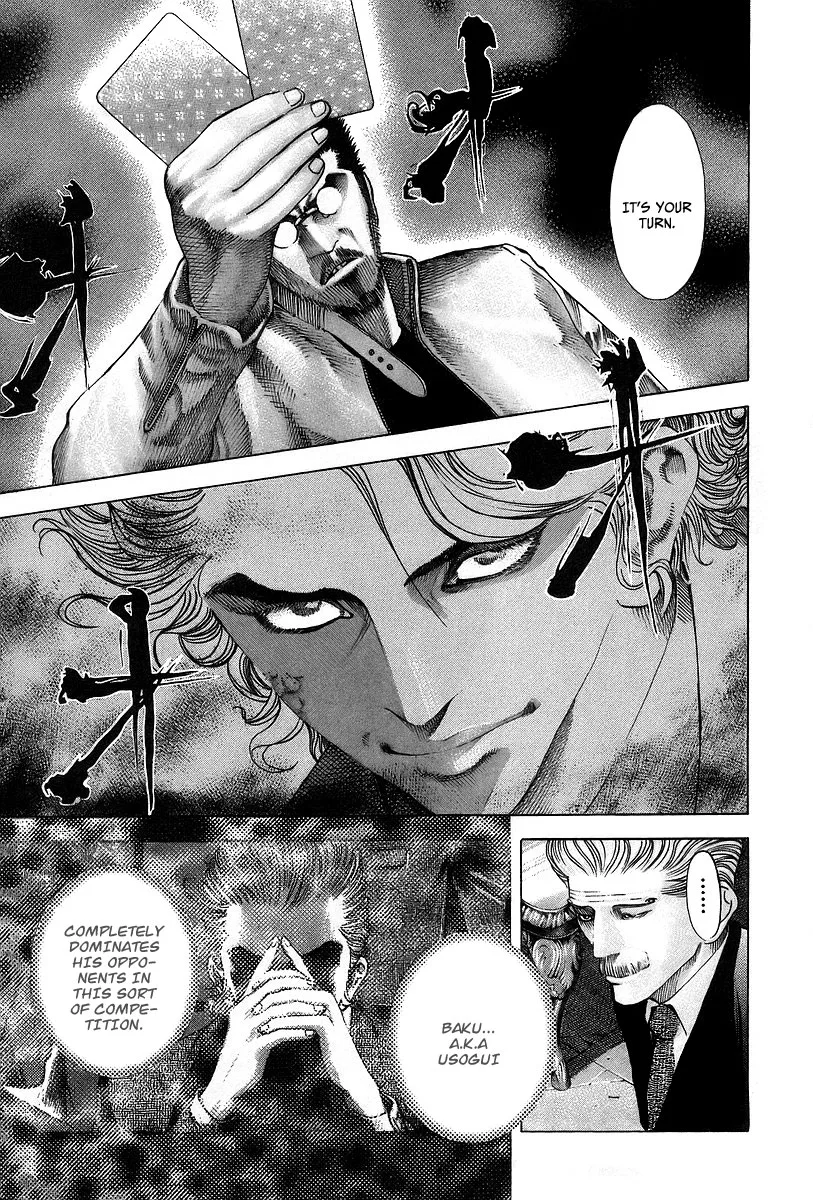 IT'S YOUR
TURN.
......
BAKU...
A.K.A
USOGUI
COMPLETELY
DOMINATES
HIS OPPO-
NENTS IN
THIS SORT
OF COMPE-
TITION.